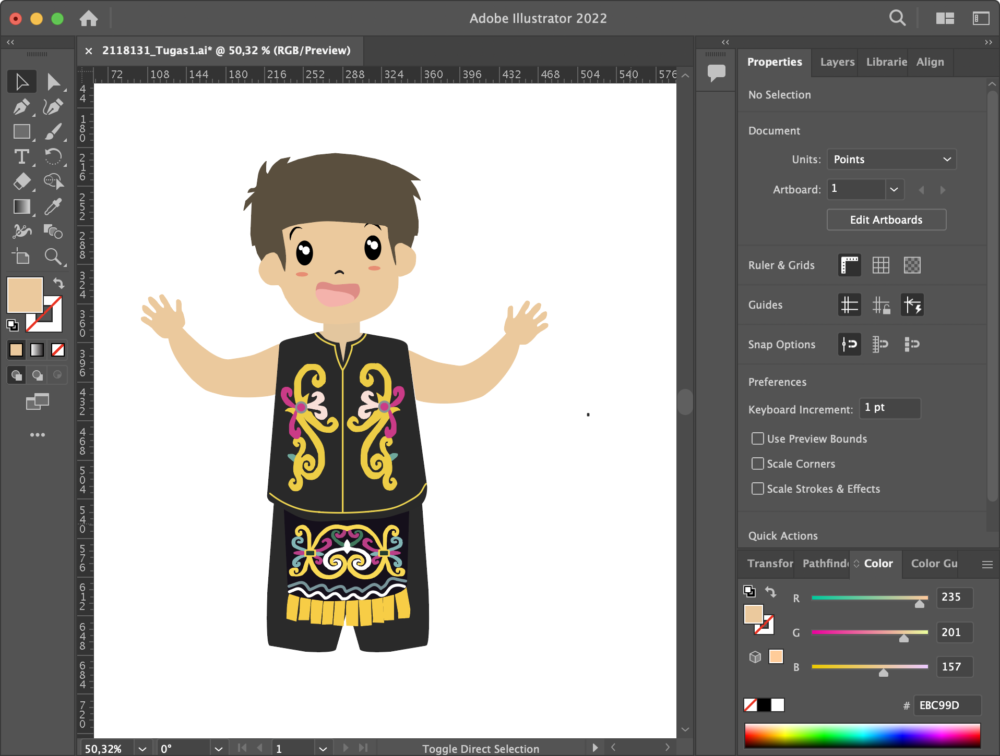 Adobe Illustrator 2022
2118131_Tugas1.ai* @ 50,32 % (RGB/Preview)
72 108 144 180 216 252 288 324 360 396 432 468 504 540 576
44
180
216
252
288
324
360
396
432
468
504
540
576
612
648
684
720
Properties Layers Librarie Align
No Selection
Document
Units: Points
Artboard: 1
Edit Artboards
Ruler & Grids
Guides
Snap Options
Preferences
Keyboard Increment: 1 pt
Use Preview Bounds
Scale Corners
Scale Strokes & Effects
Quick Actions
Transfor Pathfind Color Color Gu
R 235
G 201
B 157
# EBC99D
50,32% 0° 1 Toggle Direct Selection